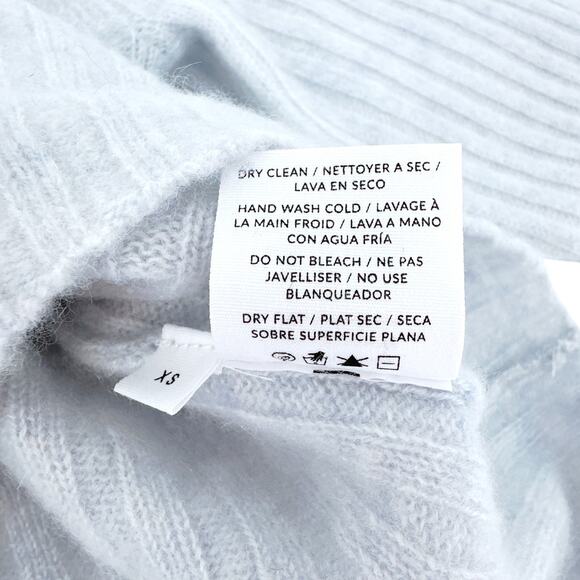 DRY CLEAN / NETTOYER A SEC /
LAVA EN SECO
HAND WASH COLD / LAVAGE À
LA MAIN FROID / LAVA A MANO
CON AGUA FRÍA
DO NOT BLEACH / NE PAS
JAVELLISER / NO USE
BLANQUEADOR
DRY FLAT / PLAT SEC / SECA
SOBRE SUPERFICIE PLANA
XS